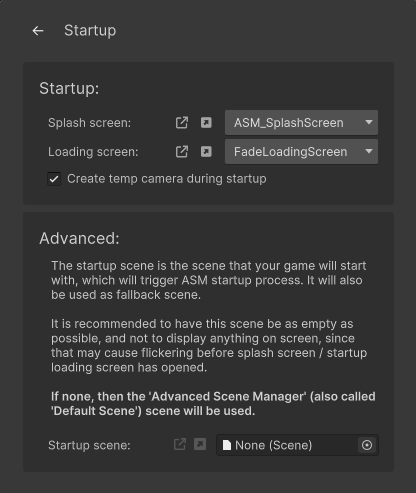 Startup
Startup:
Splash screen: ASM_SplashScreen
Loading screen: FadeLoadingScreen
Create temp camera during startup
Advanced:
The startup scene is the scene that your game will start
with, which will trigger ASM startup process. It will also
be used as fallback scene.
It is recommended to have this scene be as empty as
possible, and not to display anything on screen, since
that may cause flickering before splash screen / startup
loading screen has opened.
If none, then the 'Advanced Scene Manager' (also called
'Default Scene') scene will be used.
Startup scene: None (Scene)